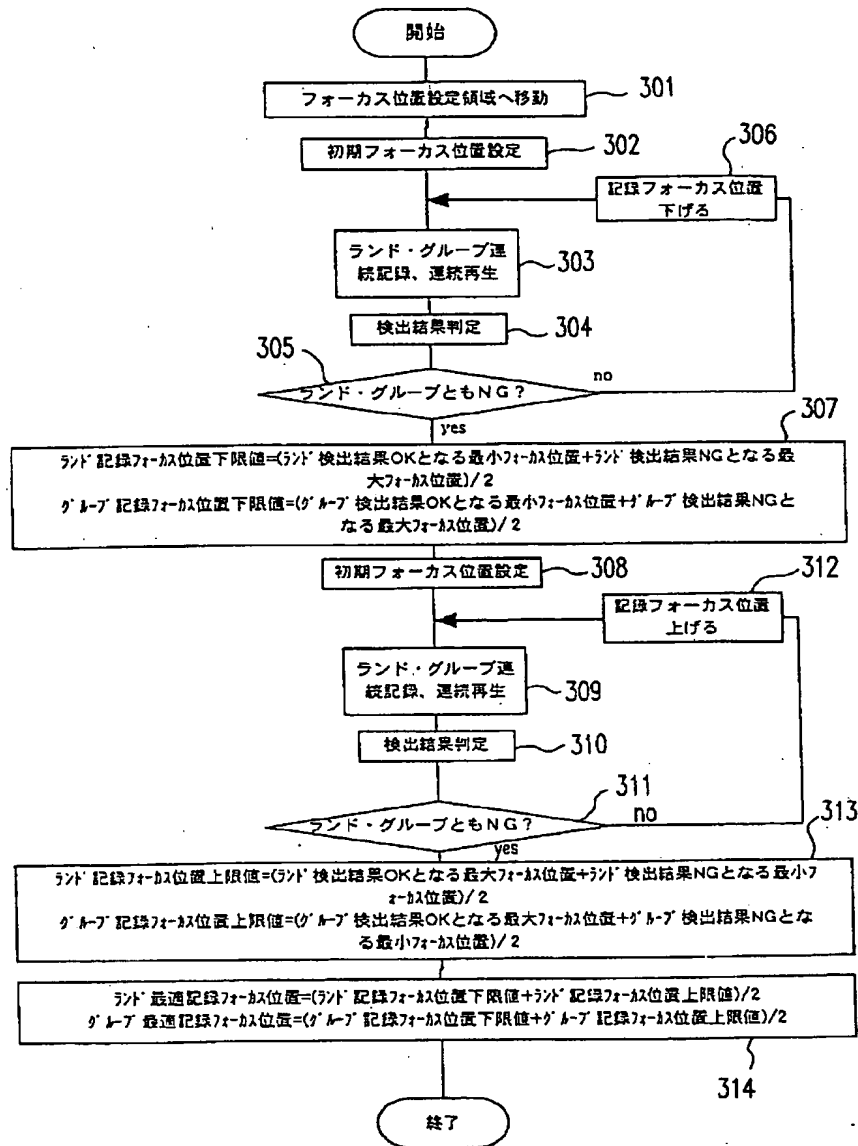 開始
フォーカス位置設定領域へ移動
301
初期フォーカス位置設定
302
306
記録フォーカス位置
下げる
ランド・グルーブ連
続記録、連続再生
303
検出結果判定
304
305
ランド・グルーブともNG?
no
yes
307
ﾗﾝﾄﾞ記録ﾌｫｰｶｽ位置下限値=(ﾗﾝﾄﾞ検出結果OKとなる最小ﾌｫｰｶｽ位置+ﾗﾝﾄﾞ検出結果NGとなる最
大ﾌｫｰｶｽ位置)/2
ｸﾞﾙｰﾌﾞ記録ﾌｫｰｶｽ位置下限値=(ｸﾞﾙｰﾌﾞ検出結果OKとなる最小ﾌｫｰｶｽ位置+ｸﾞﾙｰﾌﾞ検出結果NGと
なる最大ﾌｫｰｶｽ位置)/2
初期フォーカス位置設定
308
312
記録フォーカス位置
上げる
ランド・グルーブ連
続記録、連続再生
309
検出結果判定
310
311
ランド・グルーブともNG?
no
yes
313
ﾗﾝﾄﾞ記録ﾌｫｰｶｽ位置上限値=(ﾗﾝﾄﾞ検出結果OKとなる最大ﾌｫｰｶｽ位置+ﾗﾝﾄﾞ検出結果NGとなる最小ﾌ
ｫｰｶｽ位置)/2
ｸﾞﾙｰﾌﾞ記録ﾌｫｰｶｽ位置上限値=(ｸﾞﾙｰﾌﾞ検出結果OKとなる最大ﾌｫｰｶｽ位置+ｸﾞﾙｰﾌﾞ検出結果NGとな
る最小ﾌｫｰｶｽ位置)/2
ﾗﾝﾄﾞ最適記録ﾌｫｰｶｽ位置=(ﾗﾝﾄﾞ記録ﾌｫｰｶｽ位置下限値+ﾗﾝﾄﾞ記録ﾌｫｰｶｽ位置上限値)/2
ｸﾞﾙｰﾌﾞ最適記録ﾌｫｰｶｽ位置=(ｸﾞﾙｰﾌﾞ記録ﾌｫｰｶｽ位置下限値+ｸﾞﾙｰﾌﾞ記録ﾌｫｰｶｽ位置上限値)/2
314
終了